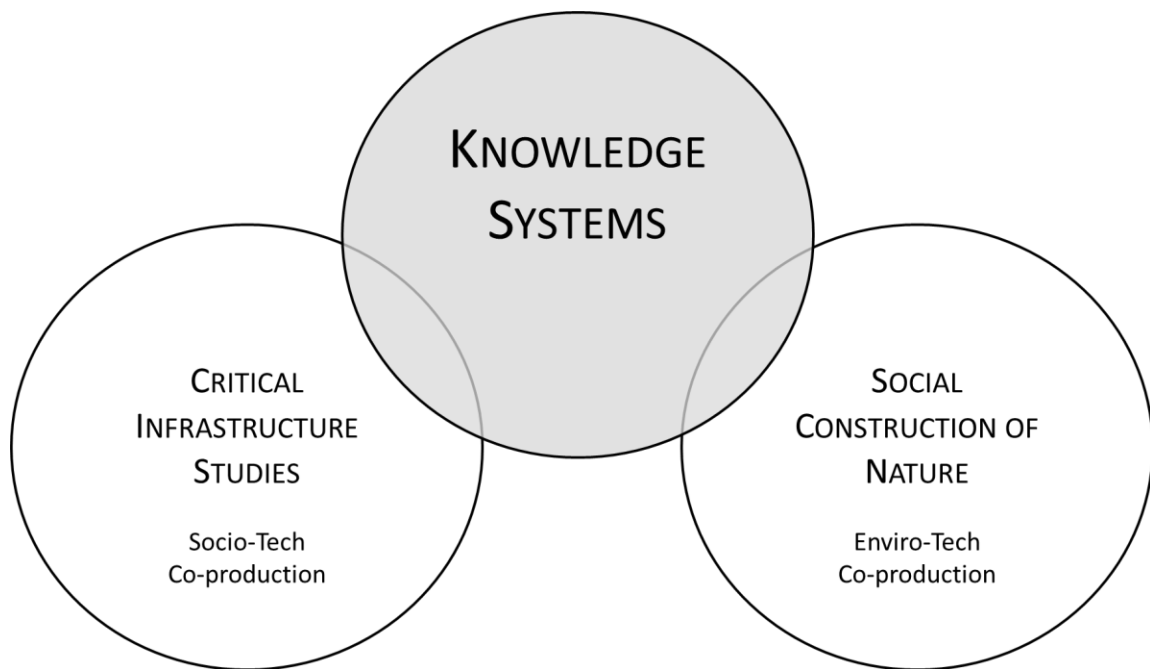 KNOWLEDGE
SYSTEMS
CRITICAL
INFRASTRUCTURE
STUDIES
Socio-Tech
Co-production
SOCIAL
CONSTRUCTION OF
NATURE
Enviro-Tech
Co-production